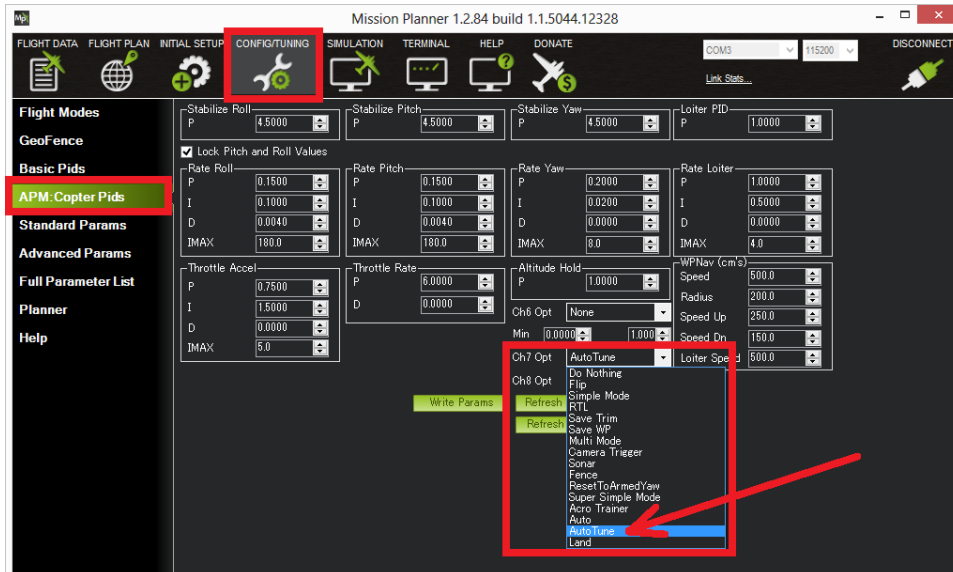 Mp
Mission Planner 1.2.84 build 1.1.5044.12328
FLIGHT DATA FLIGHT PLAN INITIAL SETUP CONFIG/TUNING SIMULATION TERMINAL HELP DONATE COM3 115200 DISCONNECT
Link Stats...
Flight Modes
GeoFence
Basic Pids
APM:Copter Pids
Standard Params
Advanced Params
Full Parameter List
Planner
Help
Stabilize Roll Stabilize Pitch Stabilize Yaw Loiter PID
P 4.5000 P 4.5000 P 4.5000 P 1.0000
Lock Pitch and Roll Values
Rate Roll Rate Pitch Rate Yaw Rate Loiter
P 0.1500 P 0.1500 P 0.2000 P 1.0000
I 0.1000 I 0.1000 I 0.0200 I 0.5000
D 0.0040 D 0.0040 D 0.0000 D 0.0000
IMAX 180.0 IMAX 180.0 IMAX 8.0 IMAX 4.0
Throttle Accel Throttle Rate Altitude Hold WPNav (cm's)
P 0.7500 P 6.0000 P 1.0000 Speed 500.0
I 1.5000 D 0.0000 Ch6 Opt None Radius 200.0
D 0.0000 Min 0.0000 1.000 Speed Up 250.0
IMAX 5.0 Speed Dn 150.0
Ch7 Opt AutoTune Loiter Speed 500.0
Ch8 Opt
Write Params Refresh
Refresh
Do Nothing
Flip
Simple Mode
RTL
Save Trim
Save WP
Multi Mode
Camera Trigger
Sonar
Fence
ResetToArmedYaw
Super Simple Mode
Acro Trainer
Auto
AutoTune
Land